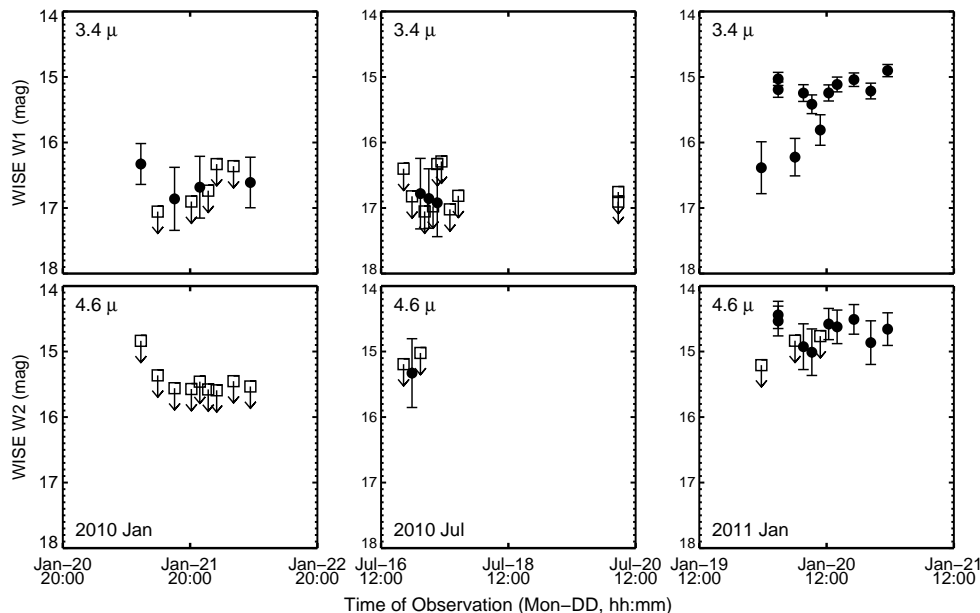 14
15
16
17
18
WISE W1 (mag)
3.4 μ
14
15
16
17
18
3.4 μ
14
15
16
17
18
3.4 μ
14
15
16
17
18
WISE W2 (mag)
4.6 μ
2010 Jan
14
15
16
17
18
4.6 μ
2010 Jul
14
15
16
17
18
4.6 μ
2011 Jan
Jan−20
20:00
Jan−21
20:00
Jan−22
20:00
Jul−16
12:00
Jul−18
12:00
Jul−20
12:00
Jan−19
12:00
Jan−20
12:00
Jan−21
12:00
Time of Observation (Mon−DD, hh:mm)